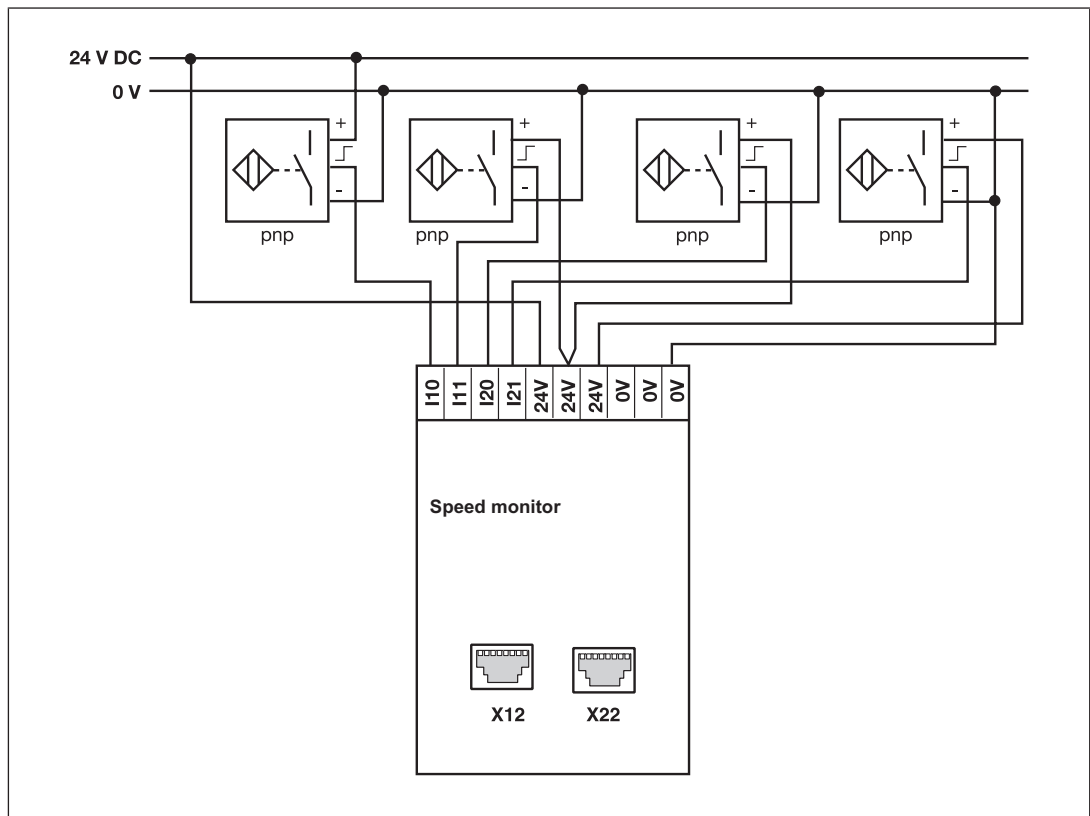 24 V DC
0 V
+ + + +
- - - -
pnp pnp pnp pnp
I10 I11 I20 I21 24V 24V 24V 0V 0V 0V
Speed monitor
X12 X22